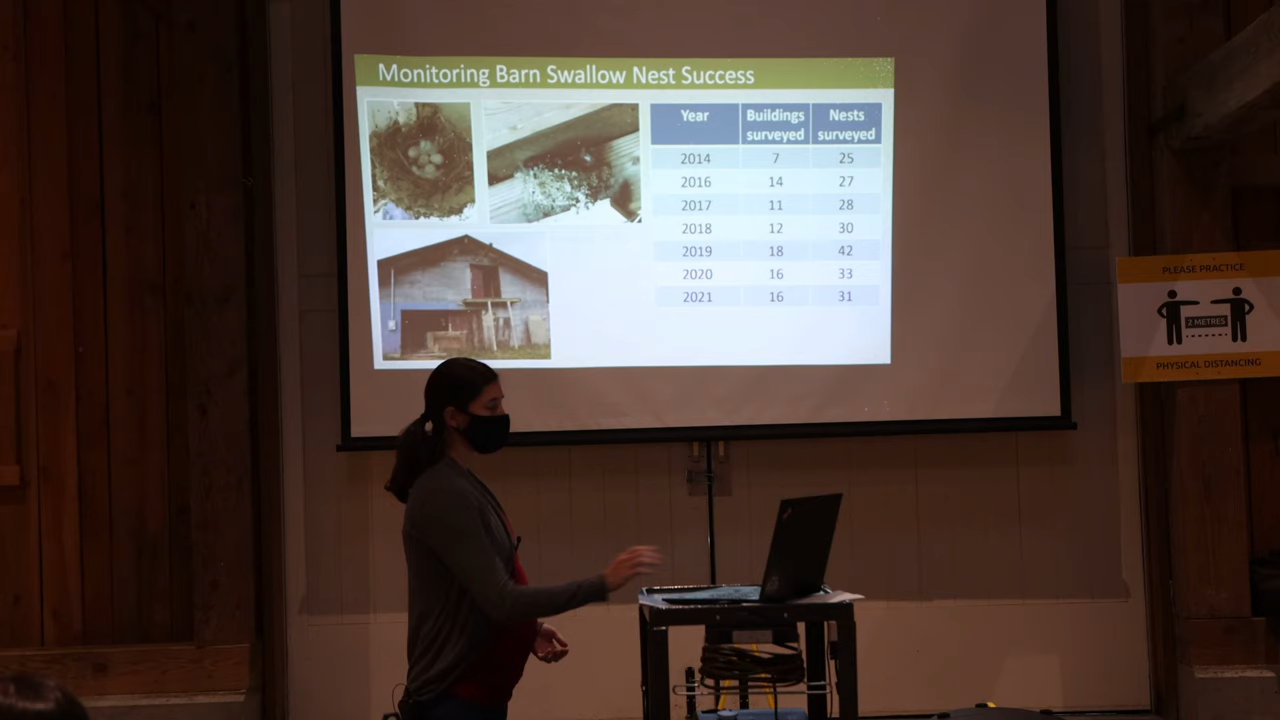 Monitoring Barn Swallow Nest Success
Year Buildings surveyed Nests surveyed
2014 7 25
2016 14 27
2017 11 28
2018 12 30
2019 18 42
2020 16 33
2021 16 31
PLEASE PRACTICE
2 METRES
PHYSICAL DISTANCING